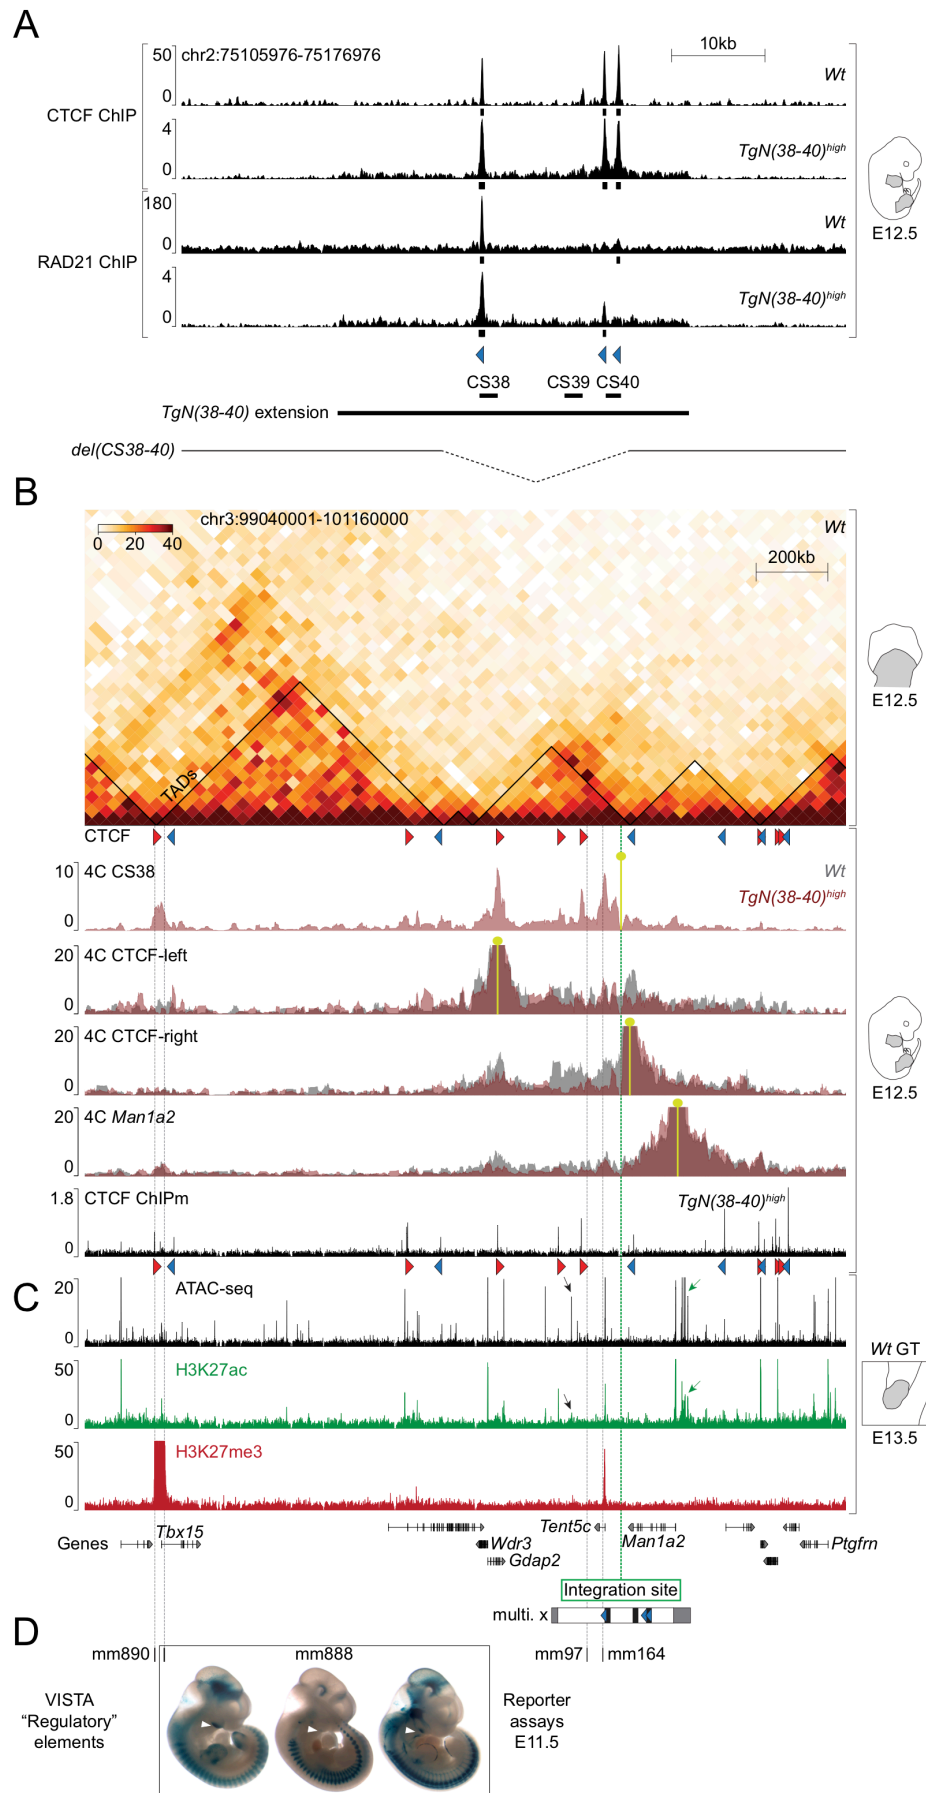 A
chr2:75105976-75176976
10kb
50
0
Wt
CTCF ChIP
4
0
TgN(38-40)high
180
0
Wt
E12.5
RAD21 ChIP
4
0
TgN(38-40)high
CS38
CS39
CS40
TgN(38-40) extension
del(CS38-40)
B
chr3:99040001-101160000
Wt
0
20
40
200kb
TADs
E12.5
CTCF
10
0
4C CS38
Wt
TgN(38-40)high
20
0
4C CTCF-left
20
0
4C CTCF-right
E12.5
20
0
4C Man1a2
1.8
0
CTCF ChIPm
TgN(38-40)high
C
20
0
ATAC-seq
50
0
H3K27ac
Wt GT
E13.5
50
0
H3K27me3
Genes
Tbx15
Wdr3
Gdap2
Tent5c
Man1a2
Ptgfrn
Integration site
multi. x
D
mm890
mm888
mm97
mm164
VISTA
“Regulatory”
elements
Reporter
assays
E11.5